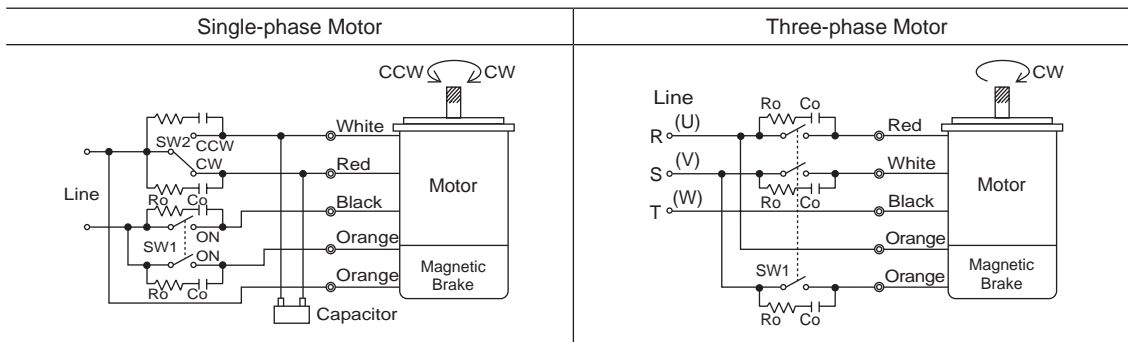 Single-phase Motor
CCW CW
SW2 CCW
CW
Ro Co
Line
SW1
ON
ON
Ro Co
White
Red
Black
Orange
Orange
Motor
Magnetic
Brake
Capacitor
Three-phase Motor
CW
Line
R (U)
S (V)
T (W)
Ro Co
Ro Co
SW1
Ro Co
Red
White
Black
Orange
Orange
Motor
Magnetic
Brake